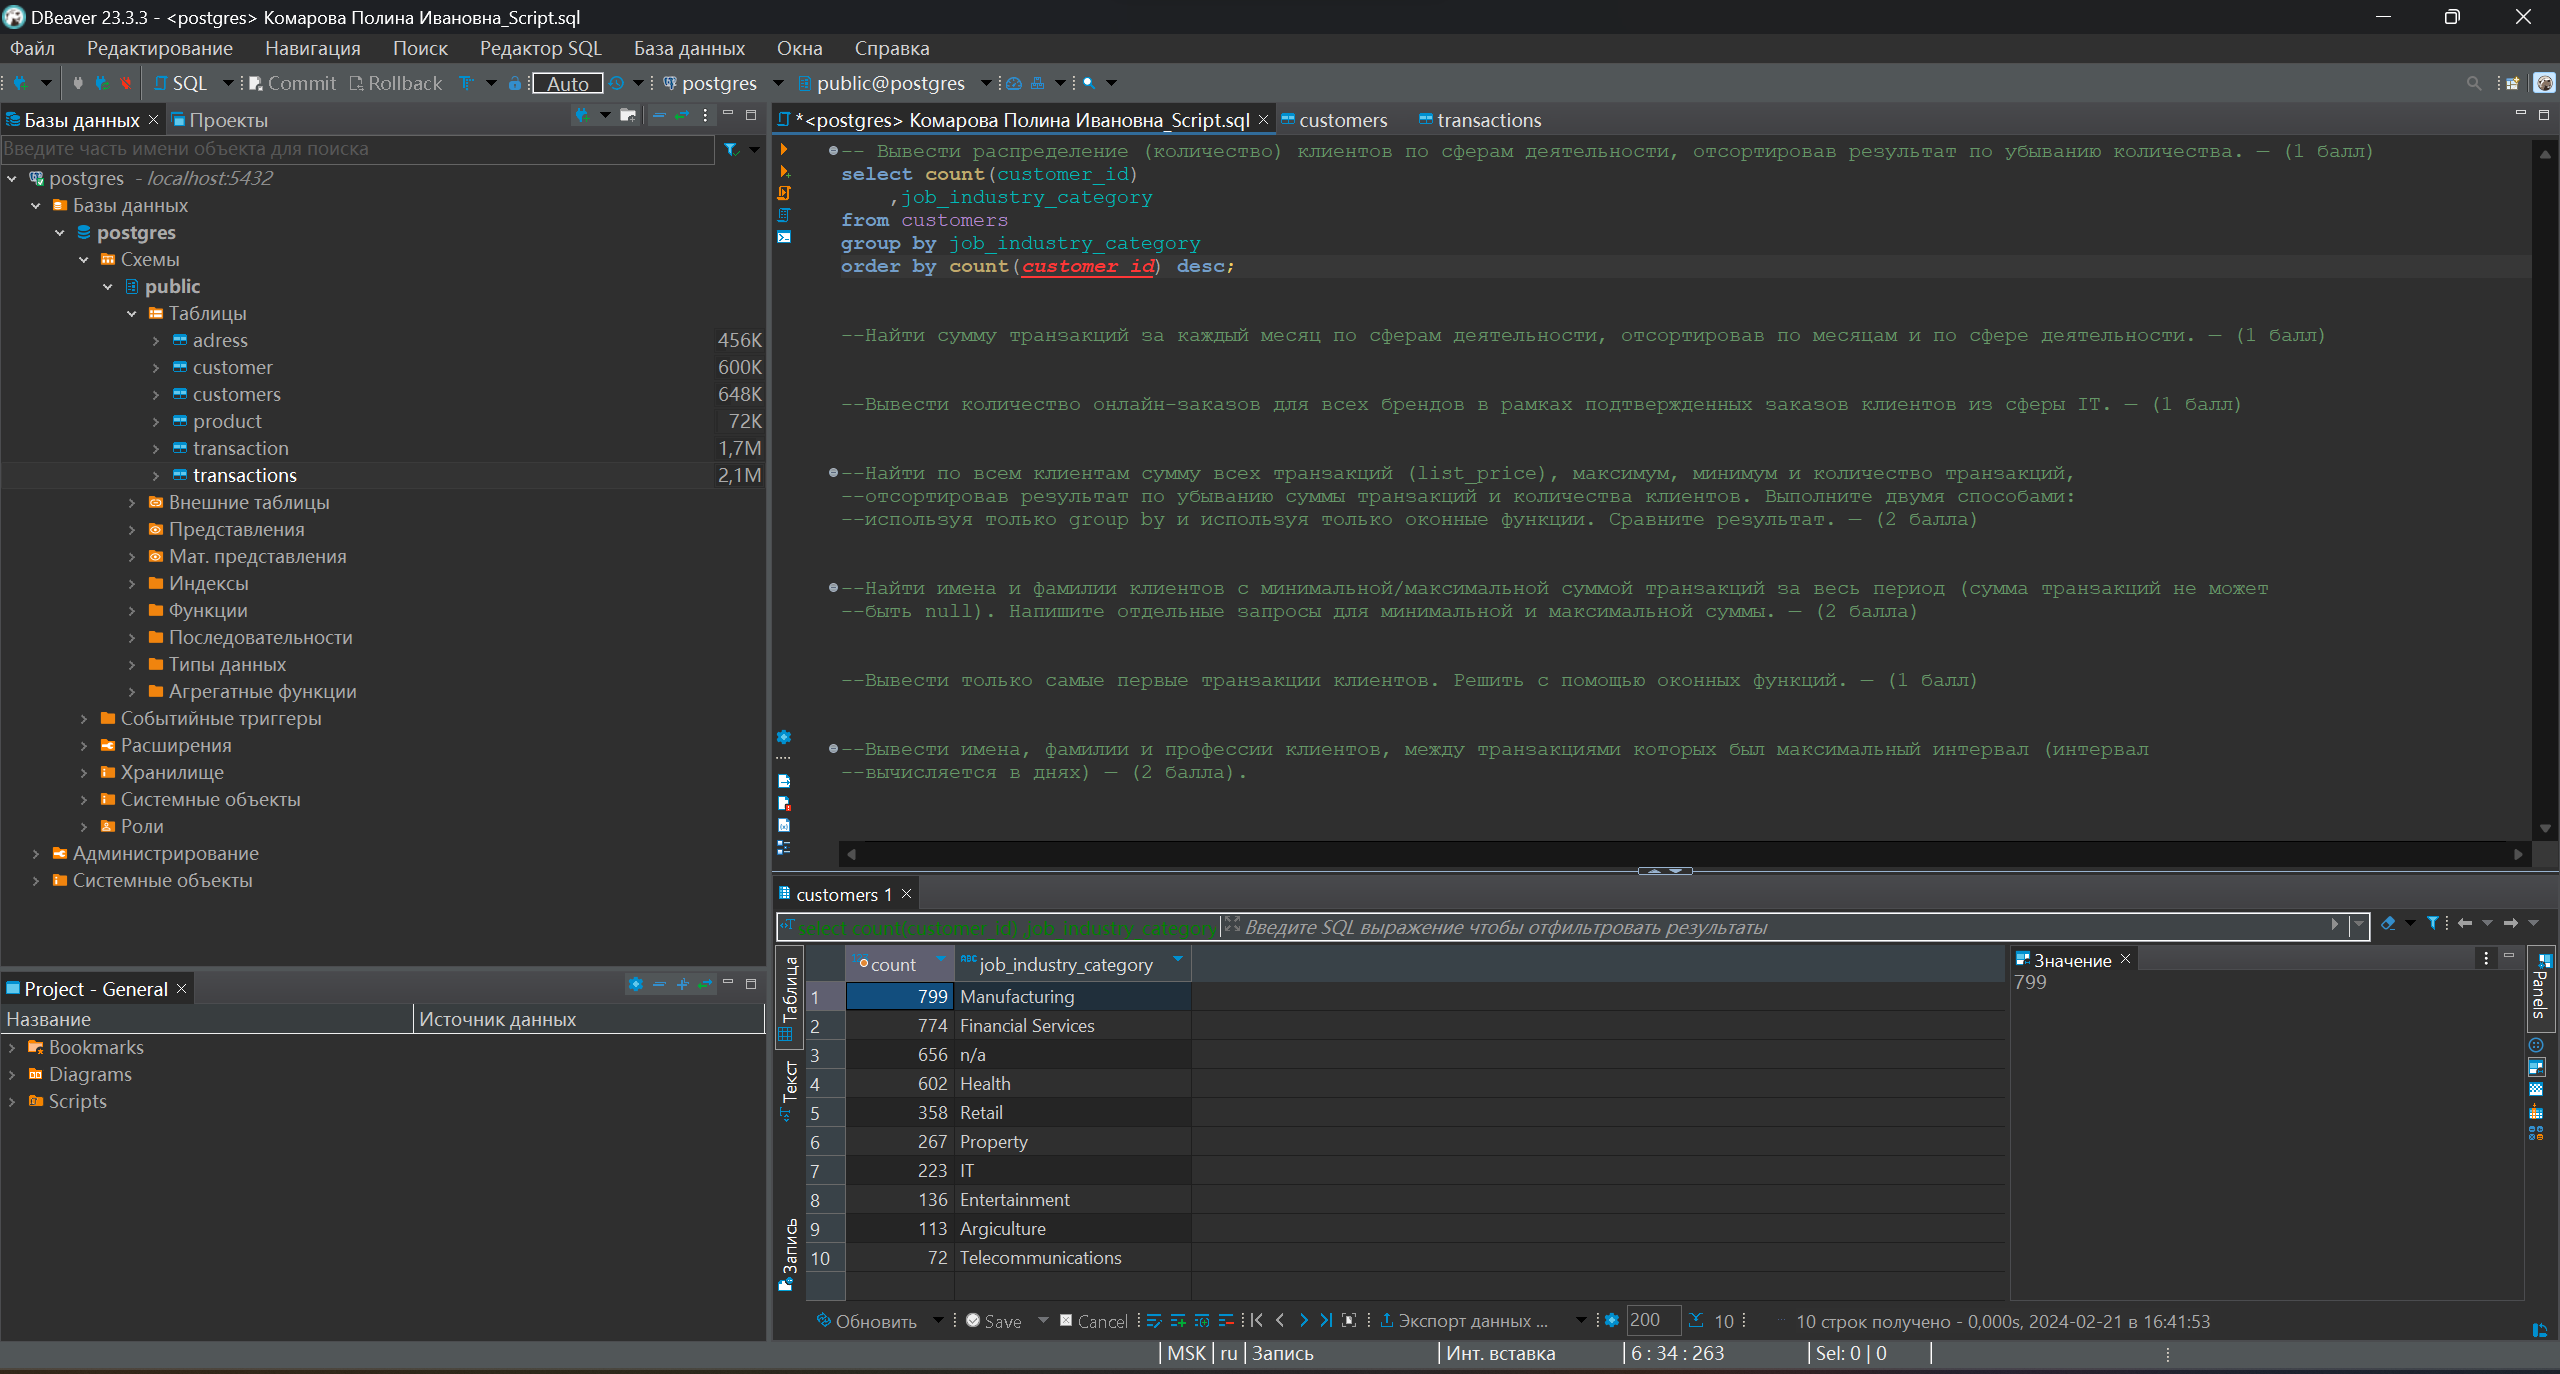 DBeaver 23.3.3 - <postgres> Комарова Полина Ивановна_Script.sql
Файл Редактирование Навигация Поиск Редактор SQL База данных Окна Справка
SQL Commit Rollback Auto postgres public@postgres
Базы данных Проекты
Введите часть имени объекта для поиска
postgres - localhost:5432
Базы данных
postgres
Схемы
public
Таблицы
adress 456K
customer 600K
customers 648K
product 72K
transaction 1,7M
transactions 2,1M
Внешние таблицы
Представления
Мат. представления
Индексы
Функции
Последовательности
Типы данных
Агрегатные функции
Событийные триггеры
Расширения
Хранилище
Системные объекты
Роли
Администрирование
Системные объекты
Project - General
Название Источник данных
Bookmarks
Diagrams
Scripts
*<postgres> Комарова Полина Ивановна_Script.sql customers transactions
-- Вывести распределение (количество) клиентов по сферам деятельности, отсортировав результат по убыванию количества. — (1 балл)
select count(customer_id)
,job_industry_category
from customers
group by job_industry_category
order by count(customer_id) desc;
--Найти сумму транзакций за каждый месяц по сферам деятельности, отсортировав по месяцам и по сфере деятельности. — (1 балл)
--Вывести количество онлайн-заказов для всех брендов в рамках подтвержденных заказов клиентов из сферы IT. — (1 балл)
--Найти по всем клиентам сумму всех транзакций (list_price), максимум, минимум и количество транзакций,
--отсортировав результат по убыванию суммы транзакций и количества клиентов. Выполните двумя способами:
--используя только group by и используя только оконные функции. Сравните результат. — (2 балла)
--Найти имена и фамилии клиентов с минимальной/максимальной суммой транзакций за весь период (сумма транзакций не может
--быть null). Напишите отдельные запросы для минимальной и максимальной суммы. — (2 балла)
--Вывести только самые первые транзакции клиентов. Решить с помощью оконных функций. — (1 балл)
--Вывести имена, фамилии и профессии клиентов, между транзакциями которых был максимальный интервал (интервал
--вычисляется в днях) — (2 балла).
customers 1
select count(customer_id) ,job_industry_category Введите SQL выражение чтобы отфильтровать результаты
Таблица
Текст
Запись
count job_industry_category
1 799 Manufacturing
2 774 Financial Services
3 656 n/a
4 602 Health
5 358 Retail
6 267 Property
7 223 IT
8 136 Entertainment
9 113 Argiculture
10 72 Telecommunications
Значение
799
Panels
Обновить Save Cancel Экспорт данных ... 200 10 10 строк получено - 0,000s, 2024-02-21 в 16:41:53
MSK ru Запись Инт. вставка 6 : 34 : 263 Sel: 0 | 0